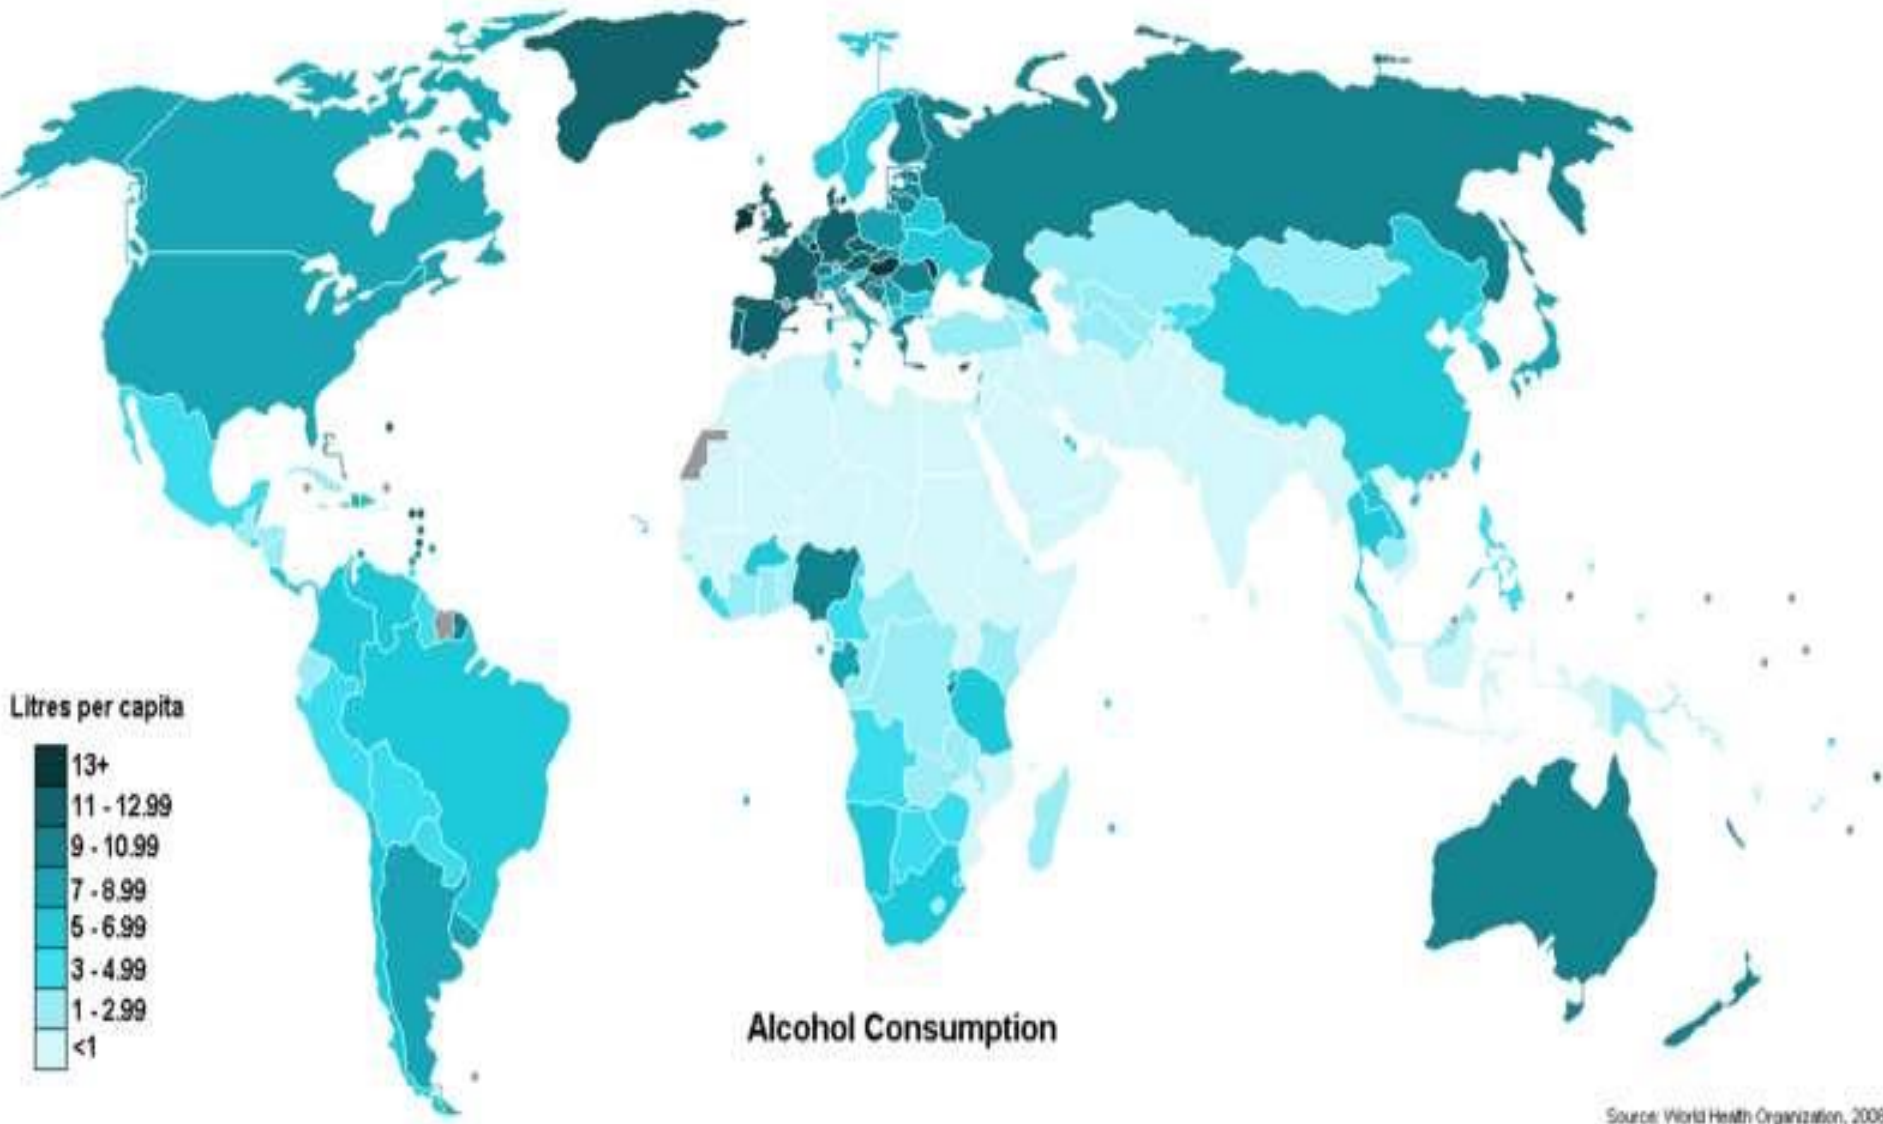 Litres per capita
13+
11 - 12.99
9 - 10.99
7 - 8.99
5 - 6.99
3 - 4.99
1 - 2.99
<1
Alcohol Consumption
Source: World Health Organization, 2008